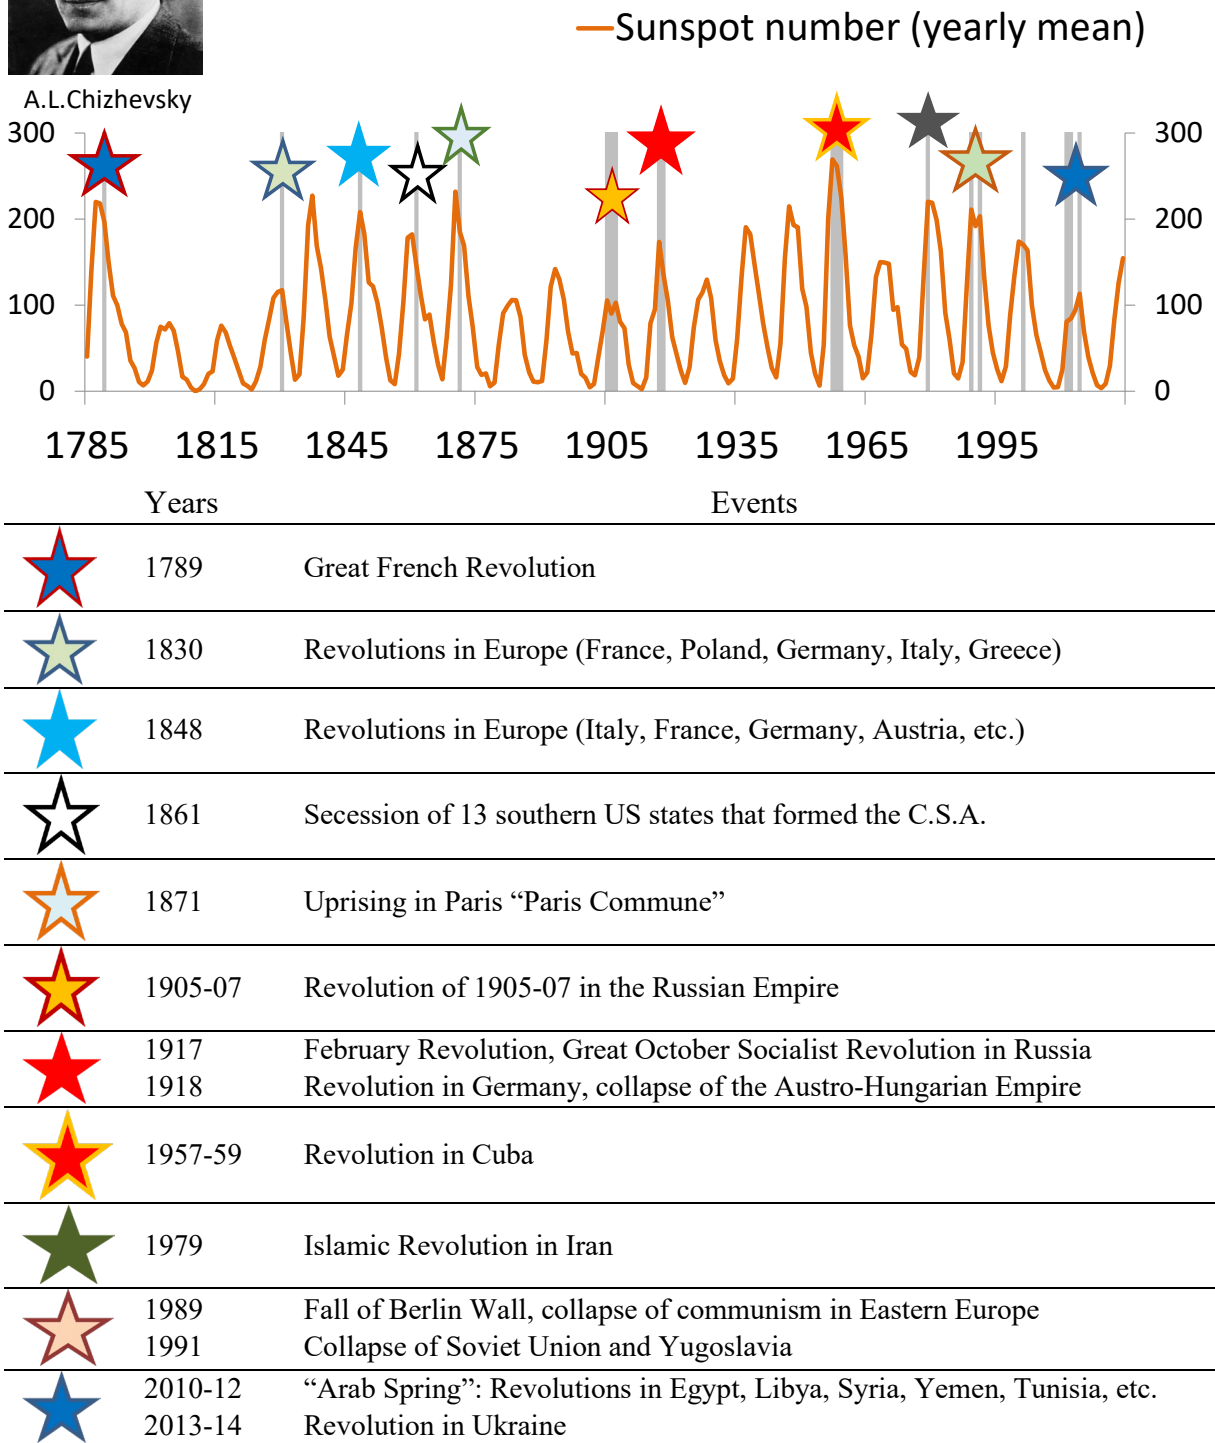 Sunspot number (yearly mean)
A.L.Chizhevsky
300 300
200 200
100 100
0 0
1785 1815 1845 1875 1905 1935 1965 1995
Years Events
1789 Great French Revolution
1830 Revolutions in Europe (France, Poland, Germany, Italy, Greece)
1848 Revolutions in Europe (Italy, France, Germany, Austria, etc.)
1861 Secession of 13 southern US states that formed the C.S.A.
1871 Uprising in Paris “Paris Commune”
1905-07 Revolution of 1905-07 in the Russian Empire
1917 February Revolution, Great October Socialist Revolution in Russia
1918 Revolution in Germany, collapse of the Austro-Hungarian Empire
1957-59 Revolution in Cuba
1979 Islamic Revolution in Iran
1989 Fall of Berlin Wall, collapse of communism in Eastern Europe
1991 Collapse of Soviet Union and Yugoslavia
2010-12 “Arab Spring”: Revolutions in Egypt, Libya, Syria, Yemen, Tunisia, etc.
2013-14 Revolution in Ukraine